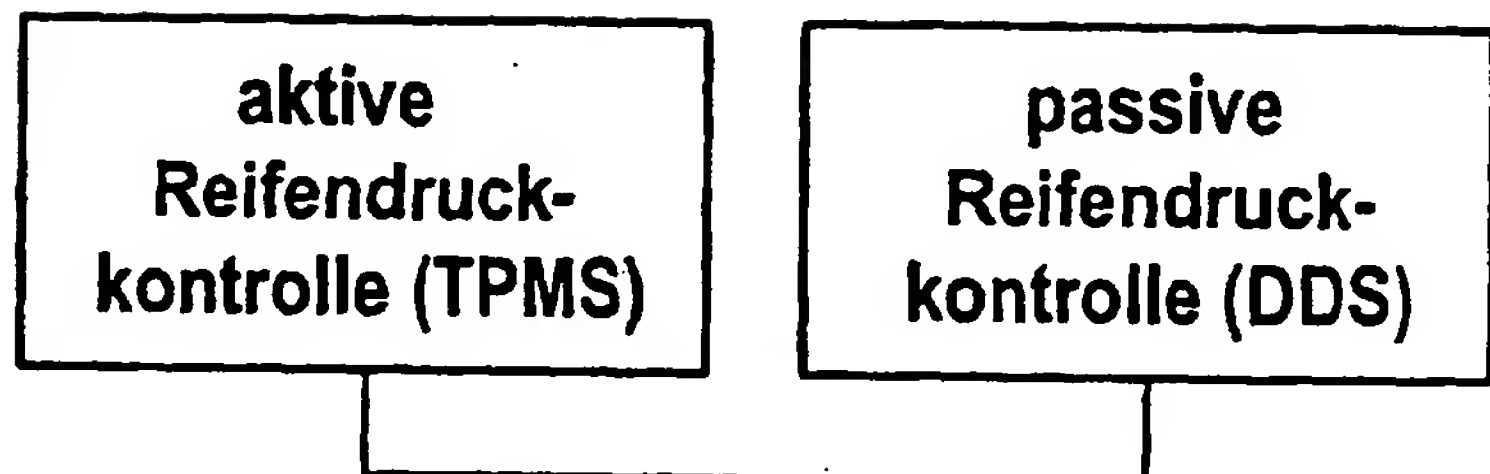 aktive
Reifendruck-
kontrolle (TPMS)
passive
Reifendruck-
kontrolle (DDS)